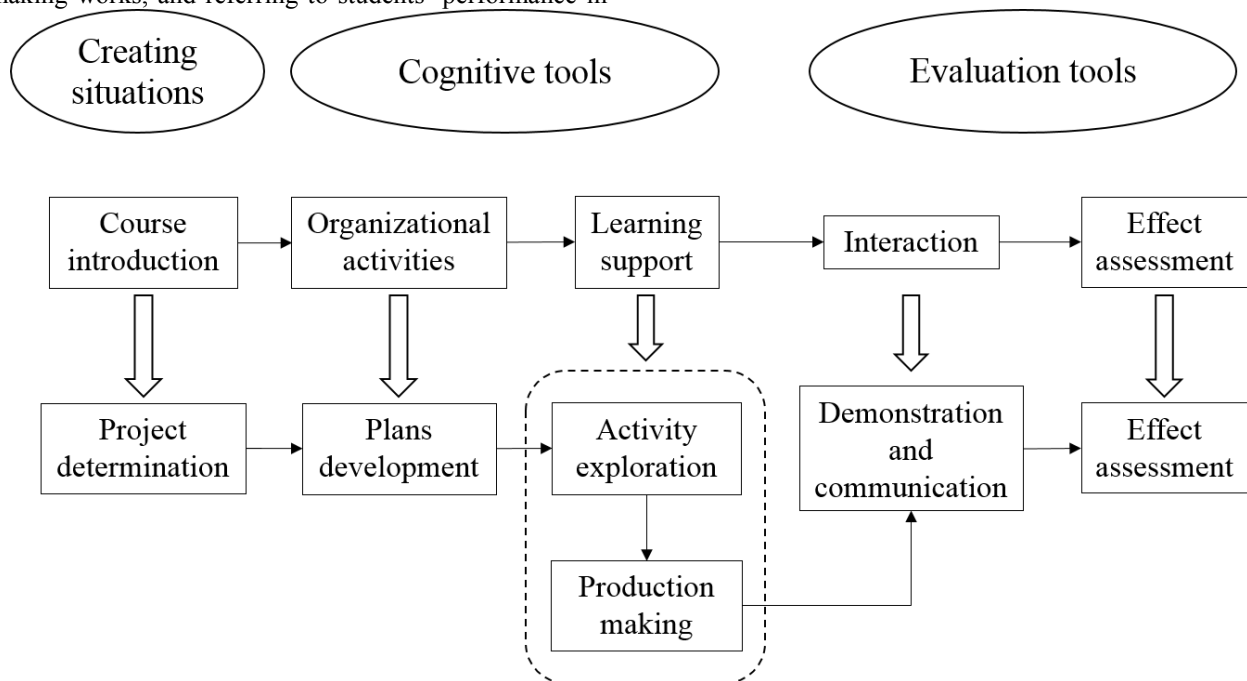 making works, and referring to students' performance in
Creating
situations
Cognitive tools
Evaluation tools
Course
introduction
Organizational
activities
Learning
support
Interaction
Effect
assessment
Project
determination
Plans
development
Activity
exploration
Demonstration
and
communication
Effect
assessment
Production
making